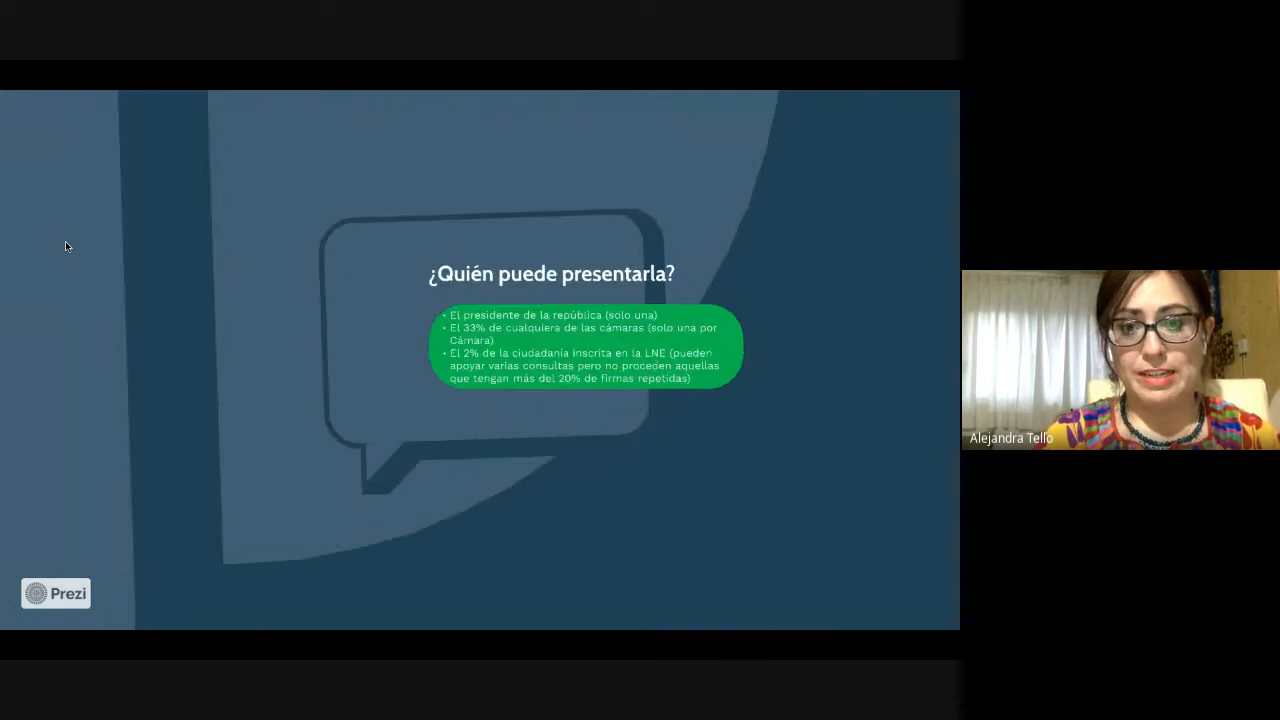 ¿Quién puede presentarla?
• El presidente de la república (solo una)
• El 33% de cualquiera de las cámaras (solo una por
Cámara)
• El 2% de la ciudadanía inscrita en la LNE (pueden
apoyar varias consultas pero no proceden aquellas
que tengan más del 20% de firmas repetidas)
Alejandra Tello
Prezi